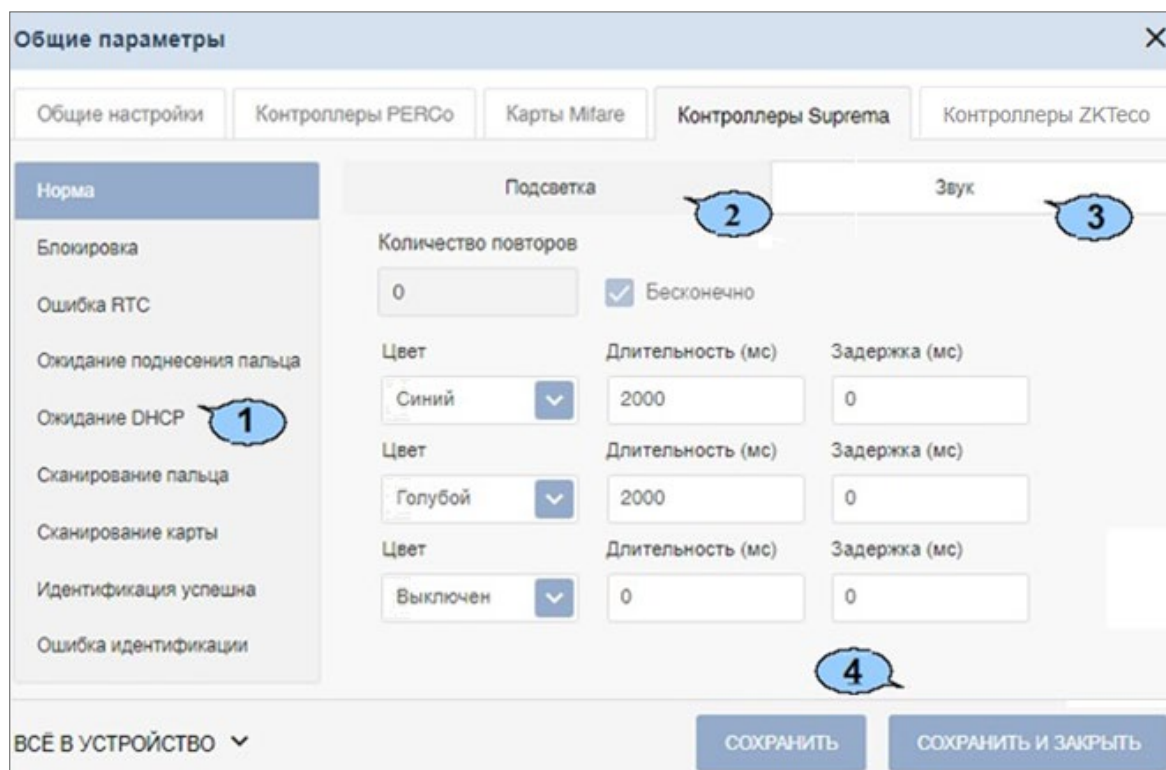 Общие параметры
Общие настройки Контроллеры PERCo Карты Mifare Контроллеры Suprema Контроллеры ZKTeco
Норма
Блокировка
Ошибка RTC
Ожидание поднесения пальца
Ожидание DHCP 1
Сканирование пальца
Сканирование карты
Идентификация успешна
Ошибка идентификации
Подсветка 2 Звук 3
Количество повторов
0 Бесконечно
Цвет Длительность (мс) Задержка (мс)
Синий 2000 0
Цвет Длительность (мс) Задержка (мс)
Голубой 2000 0
Цвет Длительность (мс) Задержка (мс)
Выключен 0 0
4
ВСЁ В УСТРОЙСТВО СОХРАНИТЬ СОХРАНИТЬ И ЗАКРЫТЬ